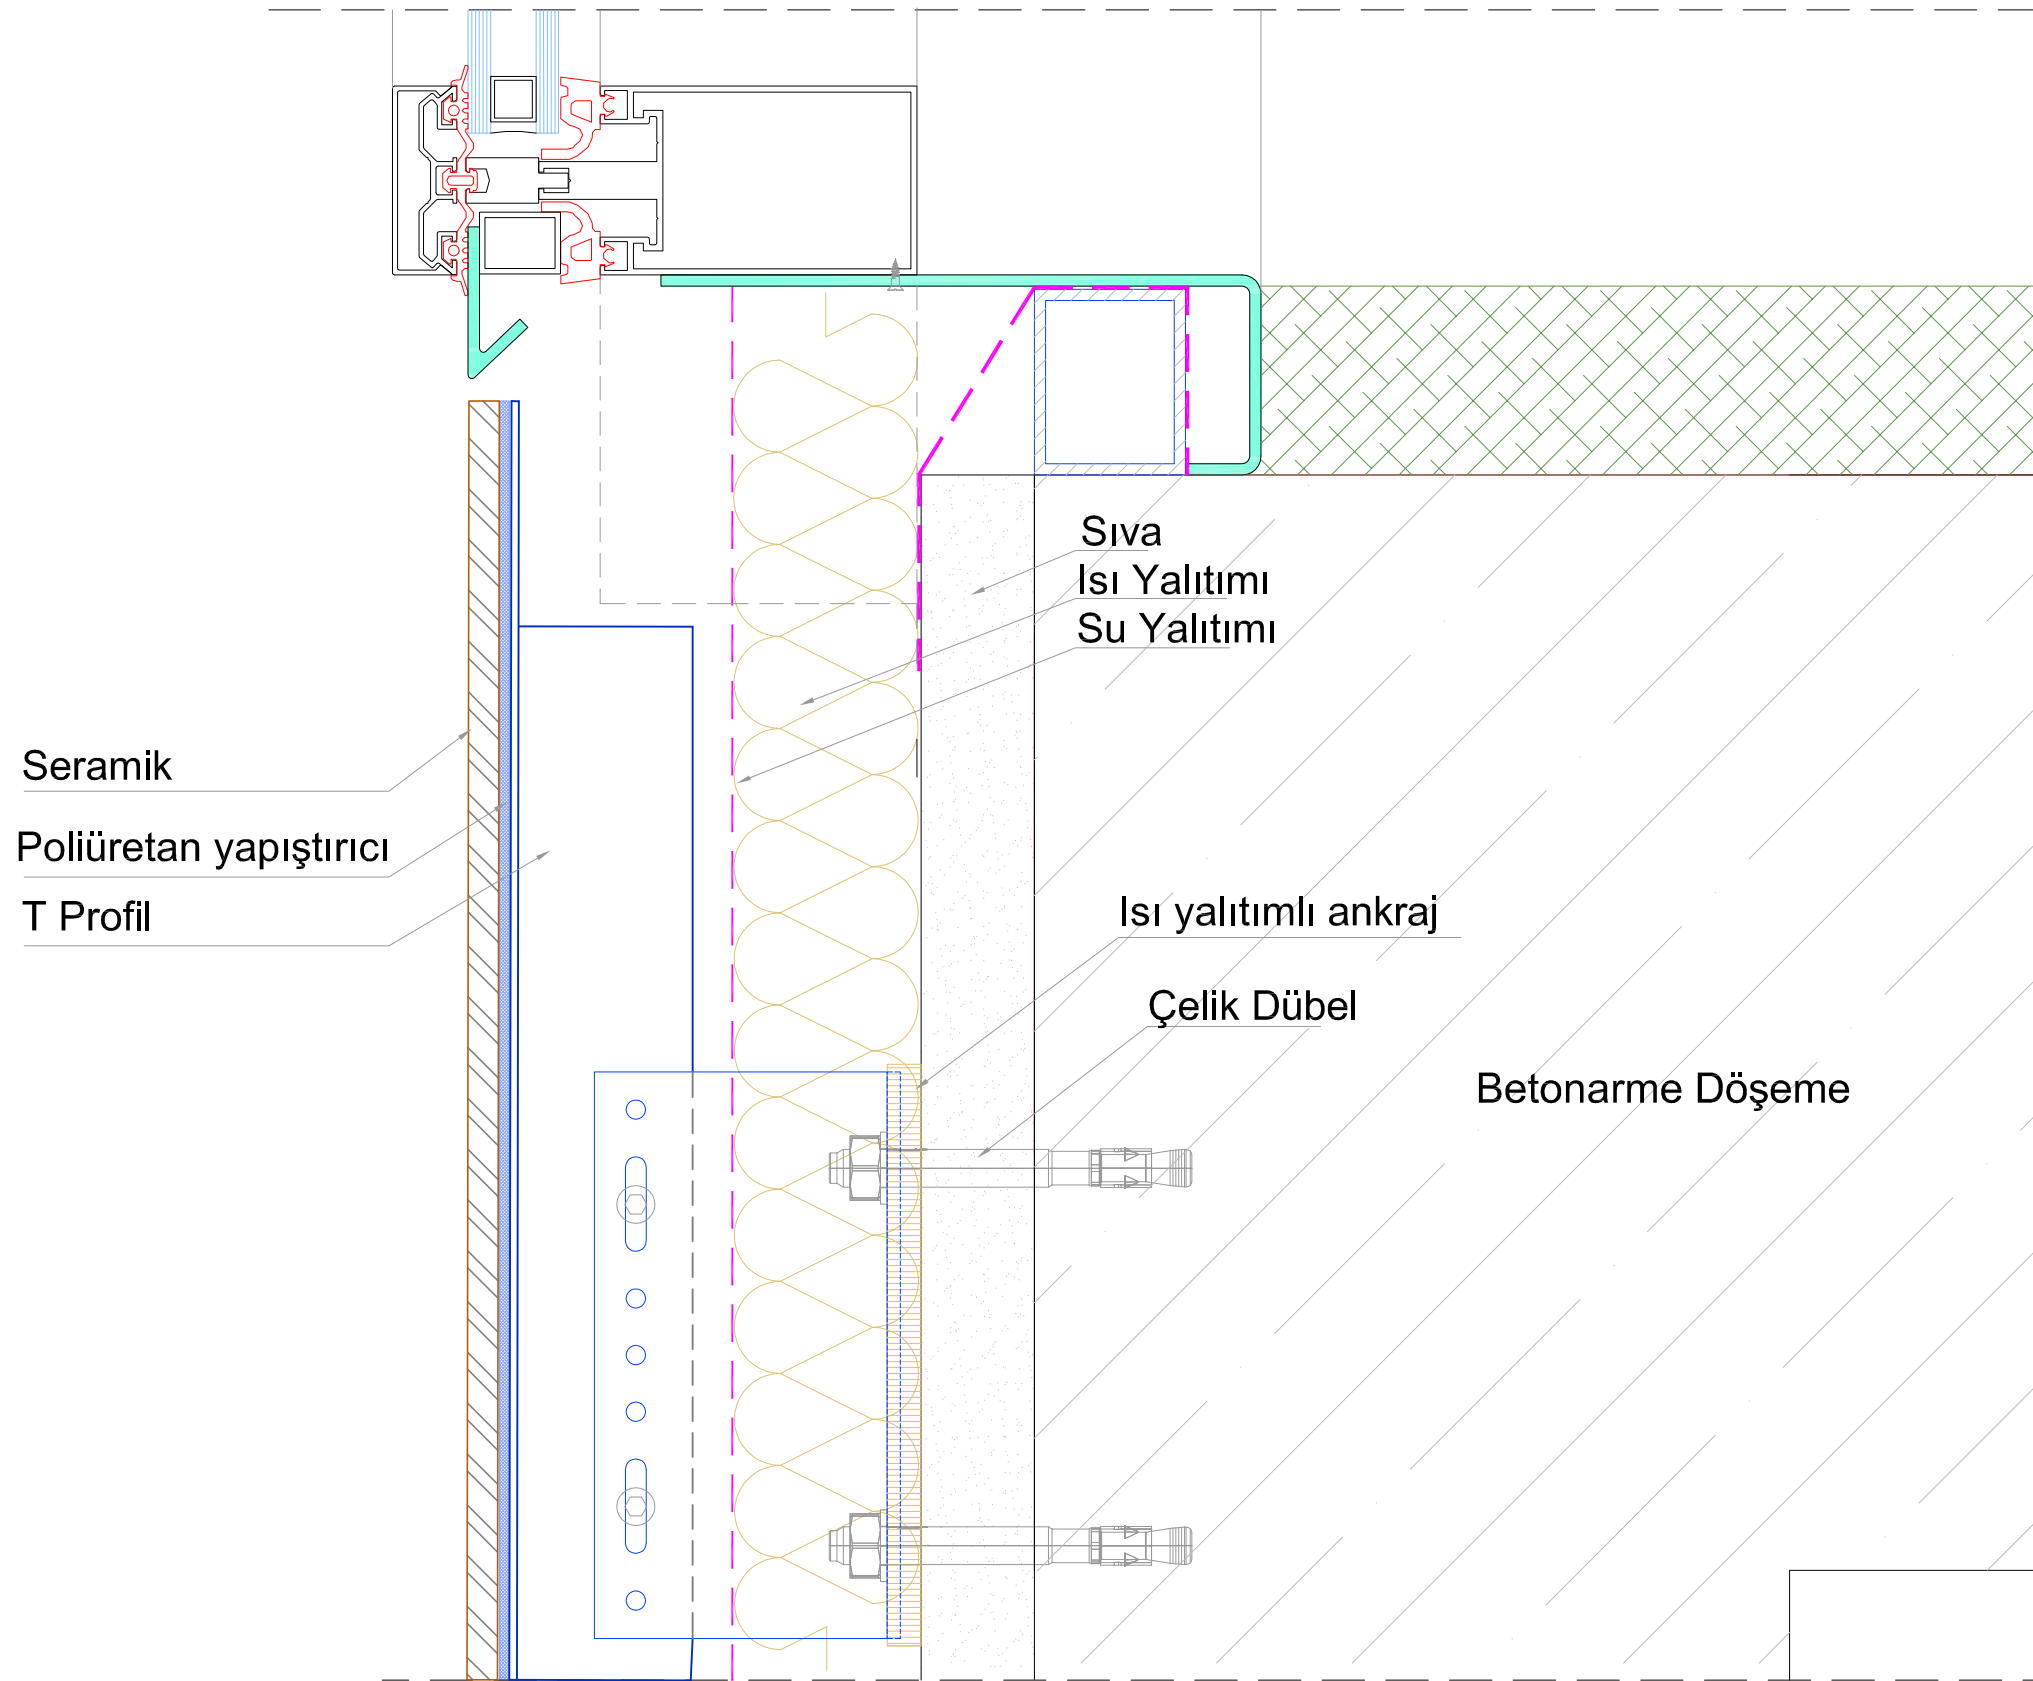 Sıva
Isı Yalıtımı
Su Yalıtımı
Seramik
Poliüretan yapıştırıcı
T Profil
Isı yalıtımlı ankraj
Çelik Dübel
Betonarme Döşeme